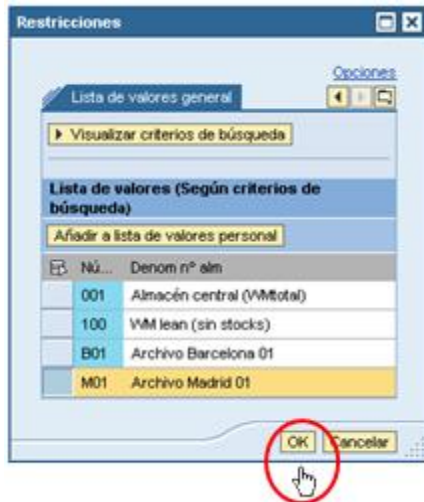 Restricciones
Opciones
Lista de valores general
Visualizar criterios de búsqueda
Lista de valores (Según criterios de
búsqueda)
Añadir a lista de valores personal
Nú... Denom nº alm
001 Almacén central (WMtotal)
100 WM lean (sin stocks)
B01 Archivo Barcelona 01
M01 Archivo Madrid 01
OK Cancelar